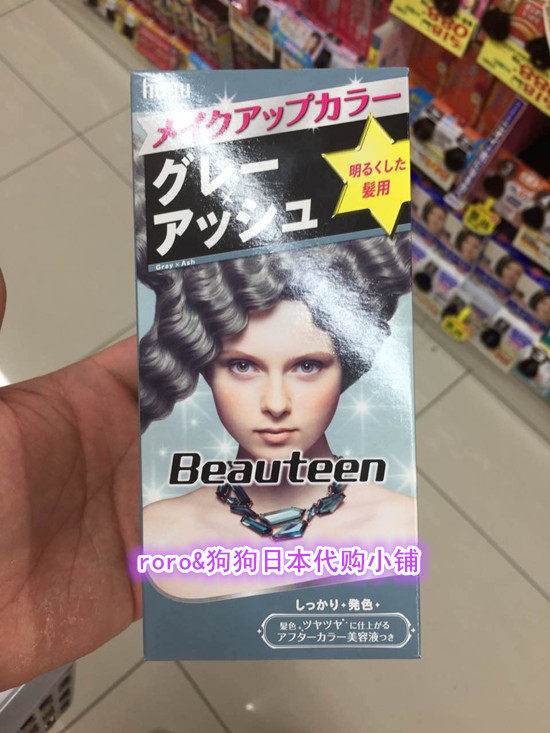 hoyu
メイクアップカラー
グレー
アッシュ
明るくした
髪用
Gray×Ash
Beauteen
roro&狗狗日本代购小铺
しっかり発色
髪色、ツヤツヤに仕上がる
アフターカラー美容液つき